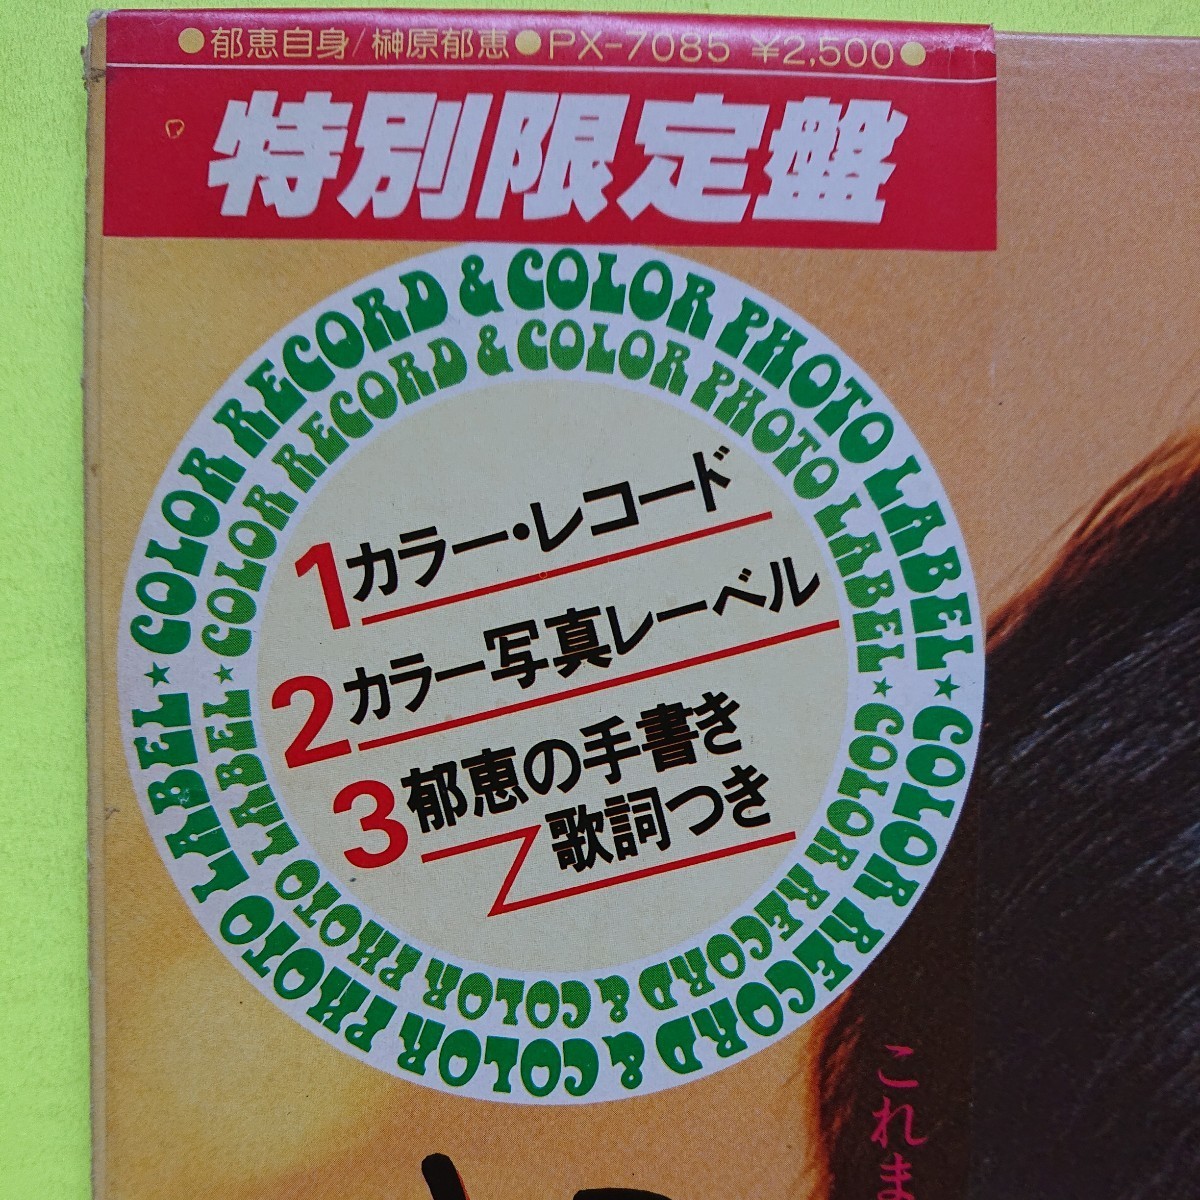 ●郁恵自身/榊原郁恵●PX-7085 ¥2,500●
特別限定盤
COLOR RECORD & COLOR PHOTO LABEL★COLOR RECORD & COLOR PHOTO LABEL★
COLOR RECORD & COLOR PHOTO LABEL★COLOR RECORD & COLOR PHOTO LABEL★
1カラー・レコード
2カラー写真レーベル
3郁恵の手書き
歌詞つき
これま